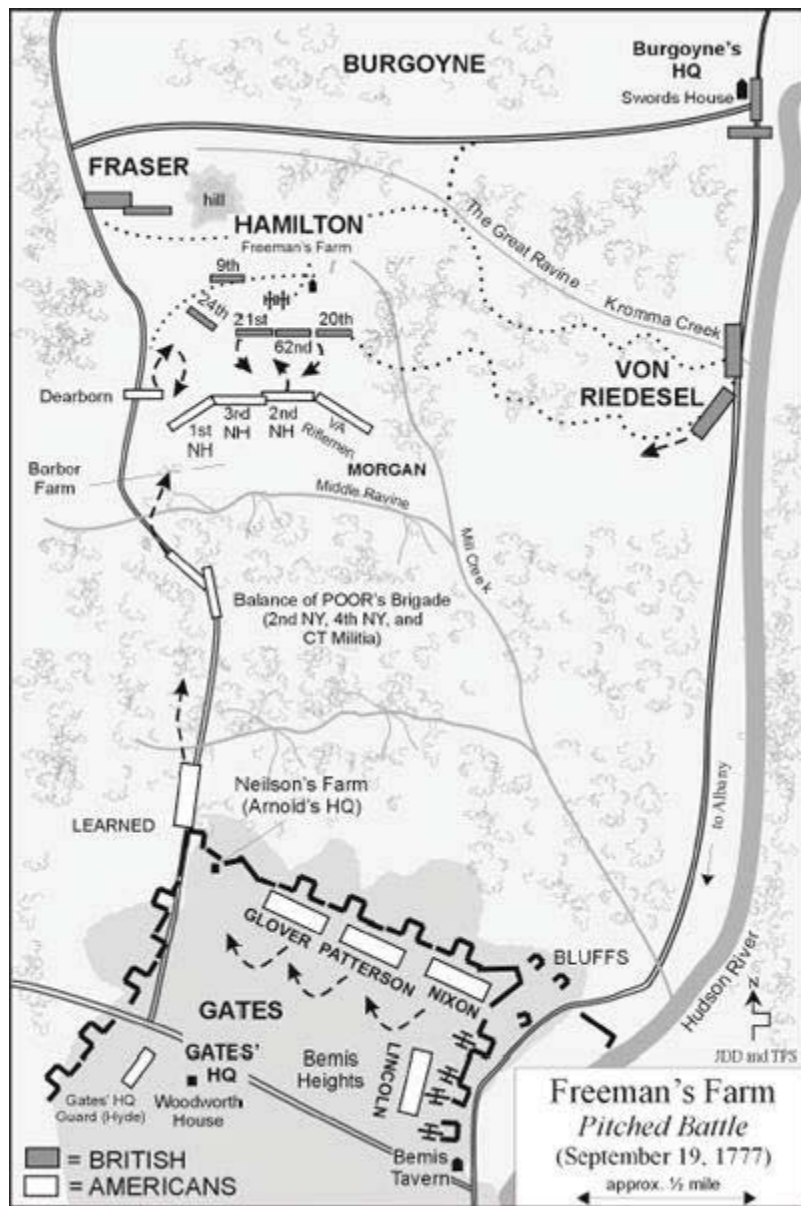 BURGOYNE
Burgoyne's
HQ
Swords House
FRASER
hill
HAMILTON
Freeman's Farm
The Great Ravine
Kromma Creek
9th
24th
21st
62nd
20th
VON
RIEDESEL
Dearborn
1st
NH
3rd
NH
2nd
NH
VA
Riflemen
MORGAN
Barbor
Farm
Middle Ravine
Mill Creek
Balance of POOR's Brigade
(2nd NY, 4th NY, and
CT Militia)
to Albany
Neilson's Farm
(Arnold's HQ)
LEARNED
GLOVER
PATTERSON
NIXON
BLUFFS
Hudson River
N
JDD and TFS
GATES
GATES'
HQ
Woodworth
House
Gates' HQ
Guard (Hyde)
Bemis
Heights
LINCOLN
Bemis
Tavern
= BRITISH
= AMERICANS
Freeman's Farm
Pitched Battle
(September 19, 1777)
approx. ½ mile